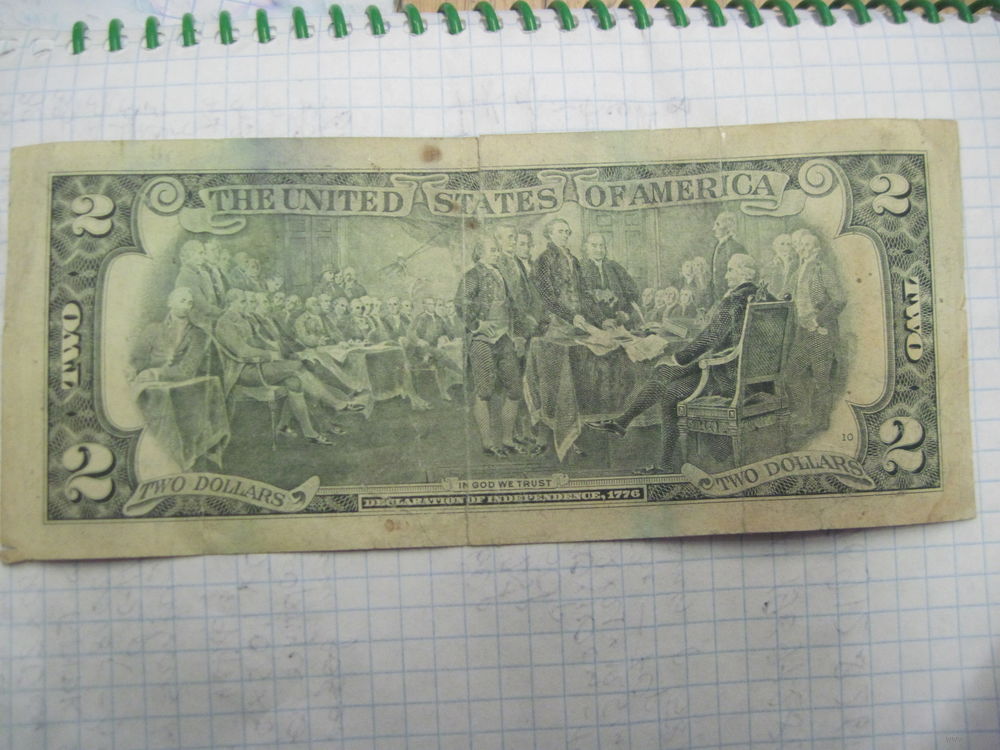 THE UNITED STATES OF AMERICA
2 2
TWO TWO
10
2 2
TWO DOLLARS TWO DOLLARS
IN GOD WE TRUST
DECLARATION OF INDEPENDENCE, 1776